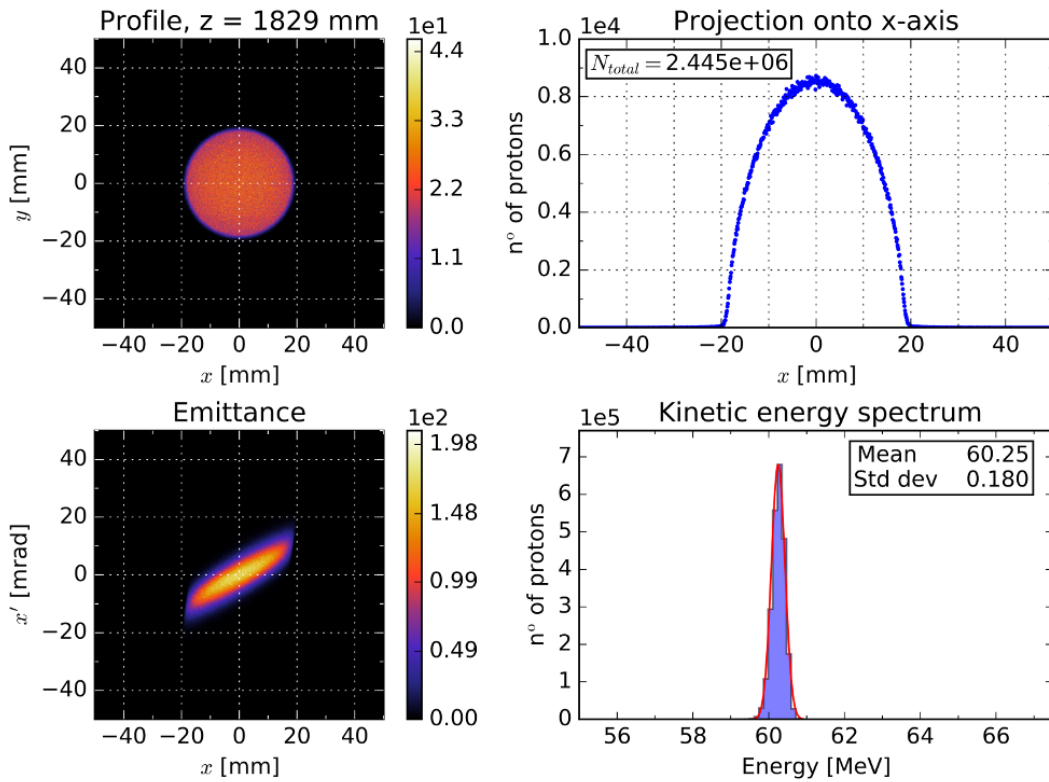 Profile, z = 1829 mm
1e1
40
20
0
−20
−40
y [mm]
−40 −20 0 20 40
x [mm]
4.4
3.3
2.2
1.1
0.0
Projection onto x-axis
1e4
N_total = 2.445e+06
1.0
0.8
0.6
0.4
0.2
0.0
nº of protons
−40 −20 0 20 40
x [mm]
Emittance
1e2
40
20
0
−20
−40
x′ [mrad]
−40 −20 0 20 40
x [mm]
1.98
1.48
0.99
0.49
0.00
Kinetic energy spectrum
1e5
Mean 60.25
Std dev 0.180
7
6
5
4
3
2
1
0
nº of protons
56 58 60 62 64 66
Energy [MeV]